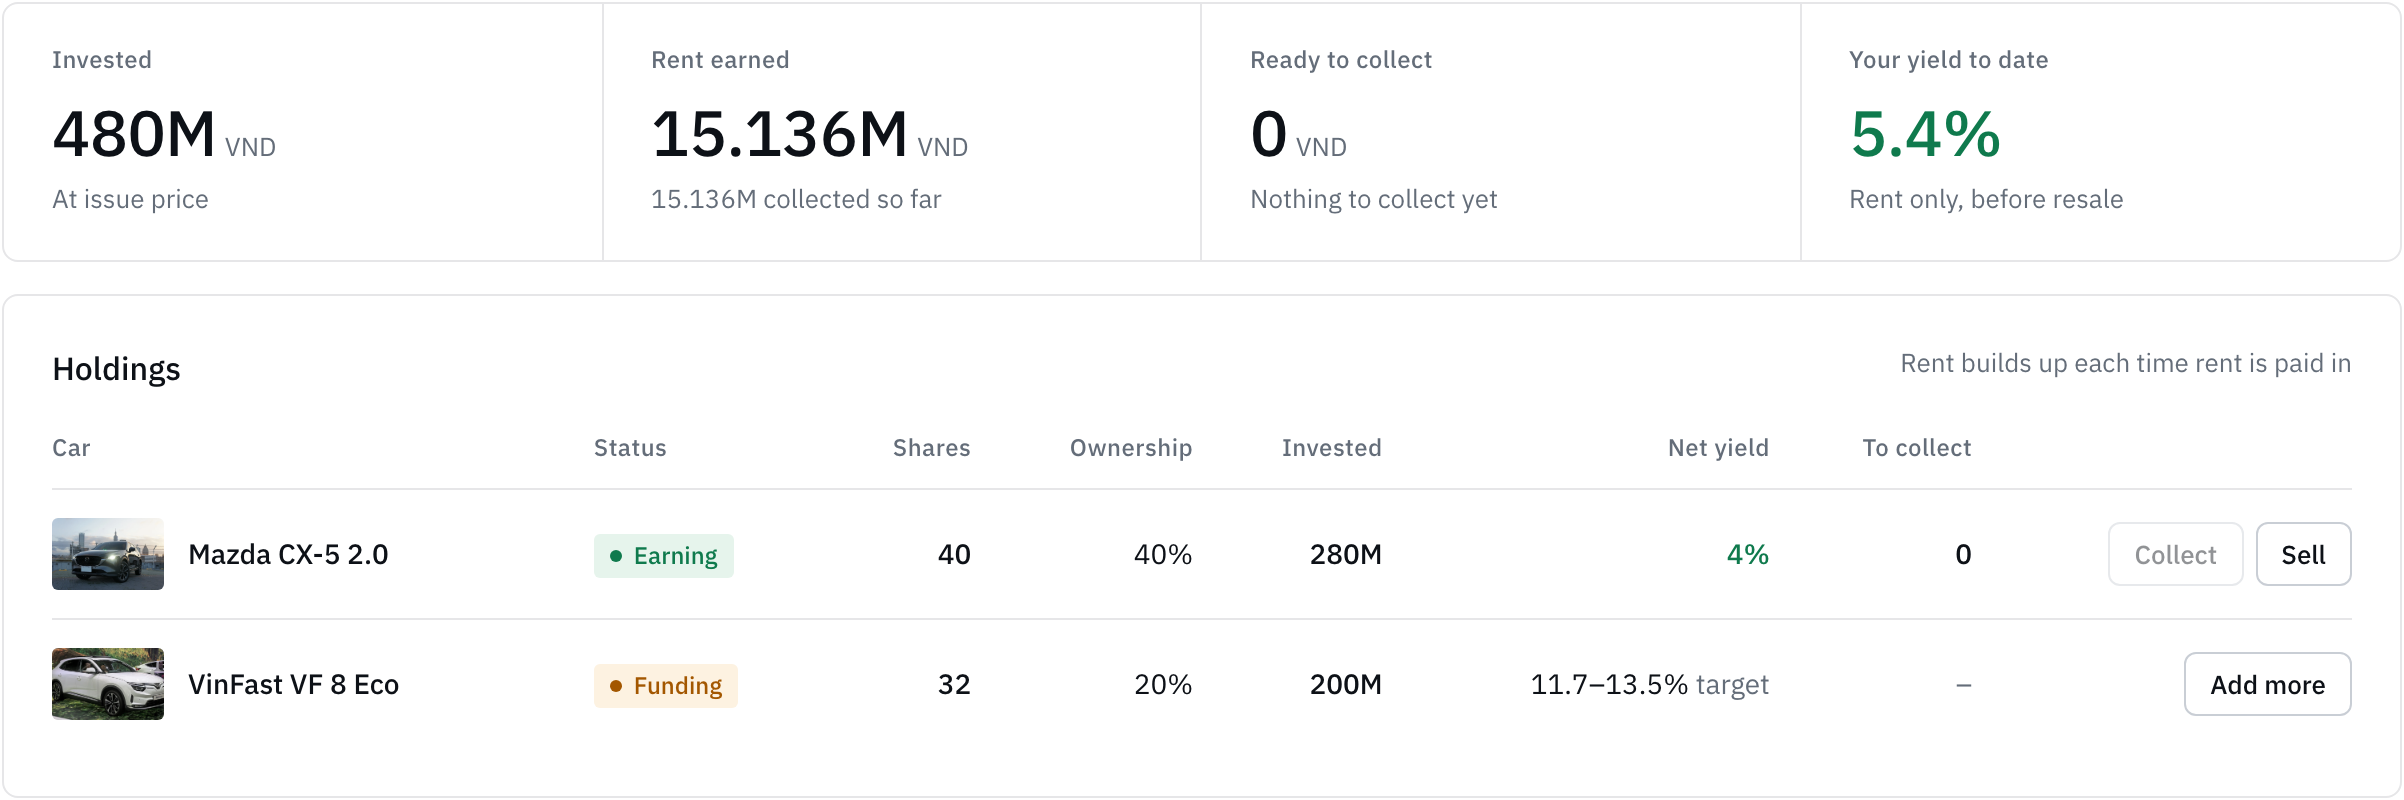 Invested
480M VND
At issue price
Rent earned
15.136M VND
15.136M collected so far
Ready to collect
0 VND
Nothing to collect yet
Your yield to date
5.4%
Rent only, before resale
Holdings
Rent builds up each time rent is paid in
Car Status Shares Ownership Invested Net yield To collect
Mazda CX-5 2.0 Earning 40 40% 280M 4% 0 Collect Sell
VinFast VF 8 Eco Funding 32 20% 200M 11.7–13.5% target – Add more